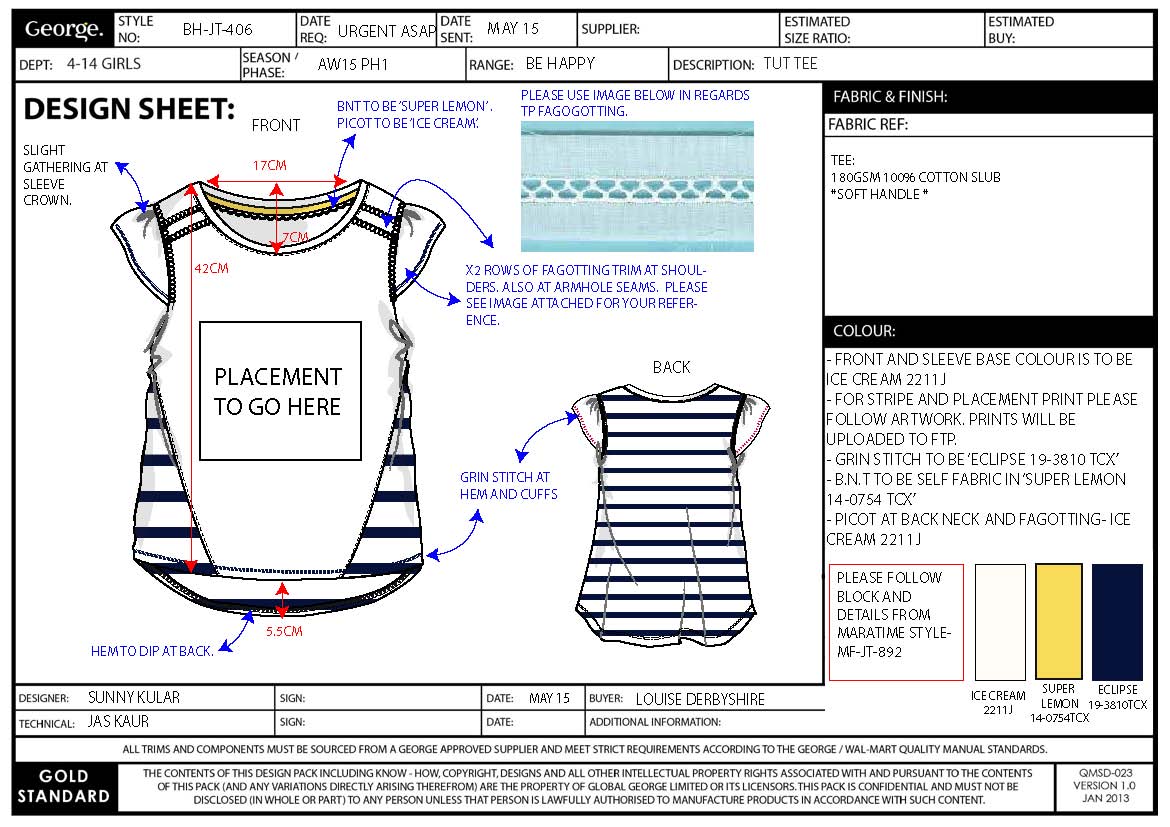 George.
STYLE NO: BH-JT-406
DATE REQ: URGENT ASAP
DATE SENT: MAY 15
SUPPLIER:
ESTIMATED SIZE RATIO:
ESTIMATED BUY:
DEPT: 4-14 GIRLS
SEASON / PHASE: AW15 PH1
RANGE: BE HAPPY
DESCRIPTION: TUT TEE
DESIGN SHEET:
FRONT
SLIGHT
GATHERING AT
SLEEVE
CROWN.
BNT TO BE 'SUPER LEMON'.
PICOT TO BE 'ICE CREAM'.
PLEASE USE IMAGE BELOW IN REGARDS
TP FAGOGOTTING.
17CM
7CM
42CM
X2 ROWS OF FAGOTTING TRIM AT SHOUL-
DERS. ALSO AT ARMHOLE SEAMS. PLEASE
SEE IMAGE ATTACHED FOR YOUR REFER-
ENCE.
PLACEMENT
TO GO HERE
BACK
GRIN STITCH AT
HEM AND CUFFS
5.5CM
HEM TO DIP AT BACK.
FABRIC & FINISH:
FABRIC REF:
TEE:
180GSM 100% COTTON SLUB
*SOFT HANDLE *
COLOUR:
- FRONT AND SLEEVE BASE COLOUR IS TO BE
ICE CREAM 2211J
- FOR STRIPE AND PLACEMENT PRINT PLEASE
FOLLOW ARTWORK. PRINTS WILL BE
UPLOADED TO FTP.
- GRIN STITCH TO BE 'ECLIPSE 19-3810 TCX'
- B.N.T TO BE SELF FABRIC IN 'SUPER LEMON
14-0754 TCX'
- PICOT AT BACK NECK AND FAGOTTING- ICE
CREAM 2211J
PLEASE FOLLOW
BLOCK AND
DETAILS FROM
MARATIME STYLE-
MF-JT-892
ICE CREAM
2211J
SUPER
LEMON
14-0754TCX
ECLIPSE
19-3810TCX
DESIGNER: SUNNY KULAR
SIGN:
DATE: MAY 15
BUYER: LOUISE DERBYSHIRE
TECHNICAL: JAS KAUR
SIGN:
DATE:
ADDITIONAL INFORMATION:
ALL TRIMS AND COMPONENTS MUST BE SOURCED FROM A GEORGE APPROVED SUPPLIER AND MEET STRICT REQUIREMENTS ACCORDING TO THE GEORGE / WAL-MART QUALITY MANUAL STANDARDS.
GOLD
STANDARD
THE CONTENTS OF THIS DESIGN PACK INCLUDING KNOW - HOW, COPYRIGHT, DESIGNS AND ALL OTHER INTELLECTUAL PROPERTY RIGHTS ASSOCIATED WITH AND PURSUANT TO THE CONTENTS
OF THIS PACK (AND ANY VARIATIONS DIRECTLY ARISING THEREFROM) ARE THE PROPERTY OF GLOBAL GEORGE LIMITED OR ITS LICENSORS. THIS PACK IS CONFIDENTIAL AND MUST NOT BE
DISCLOSED (IN WHOLE OR PART) TO ANY PERSON UNLESS THAT PERSON IS LAWFULLY AUTHORISED TO MANUFACTURE PRODUCTS IN ACCORDANCE WITH SUCH CONTENT.
QMSD-023
VERSION 1.0
JAN 2013